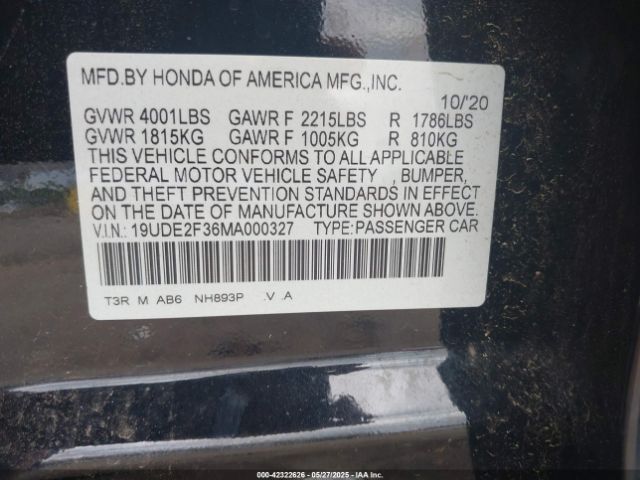 MFD.BY HONDA OF AMERICA MFG.,INC.
10/'20
GVWR 4001LBS GAWR F 2215LBS R 1786LBS
GVWR 1815KG GAWR F 1005KG R 810KG
THIS VEHICLE CONFORMS TO ALL APPLICABLE
FEDERAL MOTOR VEHICLE SAFETY , BUMPER,
AND THEFT PREVENTION STANDARDS IN EFFECT
ON THE DATE OF MANUFACTURE SHOWN ABOVE.
V.I.N.: 19UDE2F36MA000327 TYPE:PASSENGER CAR
T3R M AB6 NH893P .V .A
000-42322626 - 05/27/2025 - IAA Inc.